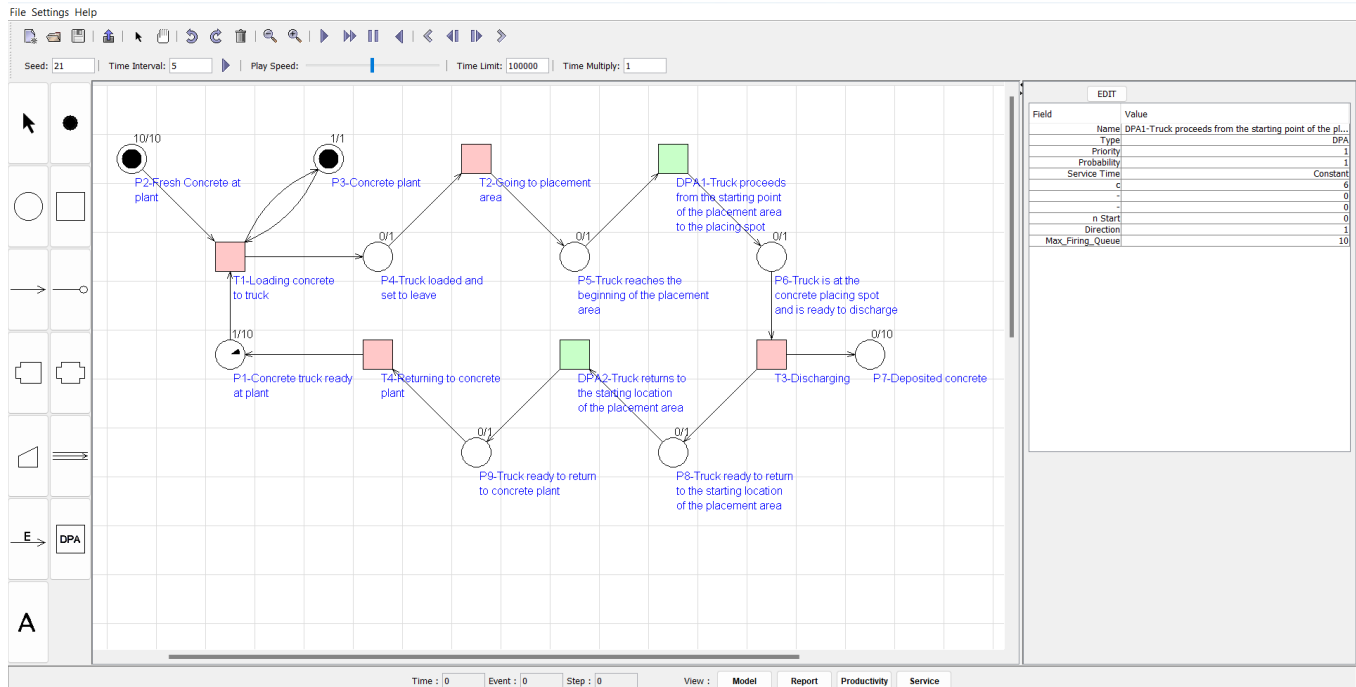 File Settings Help
Seed: 21 Time Interval: 5 Play Speed: Time Limit: 100000 Time Multiply: 1
EDIT
Field Value
Name DPA1-Truck proceeds from the starting point of the pl...
Type DPA
Priority 1
Probability 1
Service Time Constant
c 6
- 0
- 0
n Start 0
Direction 1
Max_Firing_Queue 10
10/10
P2-Fresh Concrete at
plant
1/1
P3-Concrete plant
T2-Going to placement
area
DPA1-Truck proceeds
from the starting point
of the placement area
to the placing spot
T1-Loading concrete
to truck
0/1
P4-Truck loaded and
set to leave
0/1
P5-Truck reaches the
beginning of the placement
area
0/1
P6-Truck is at the
concrete placing spot
and is ready to discharge
1/10
P1-Concrete truck ready
at plant
T4-Returning to concrete
plant
DPA2-Truck returns to
the starting location
of the placement area
T3-Discharging
0/10
P7-Deposited concrete
0/1
P9-Truck ready to return
to concrete plant
0/1
P8-Truck ready to return
to the starting location
of the placement area
E
DPA
A
Time : 0 Event : 0 Step : 0 View : Model Report Productivity Service